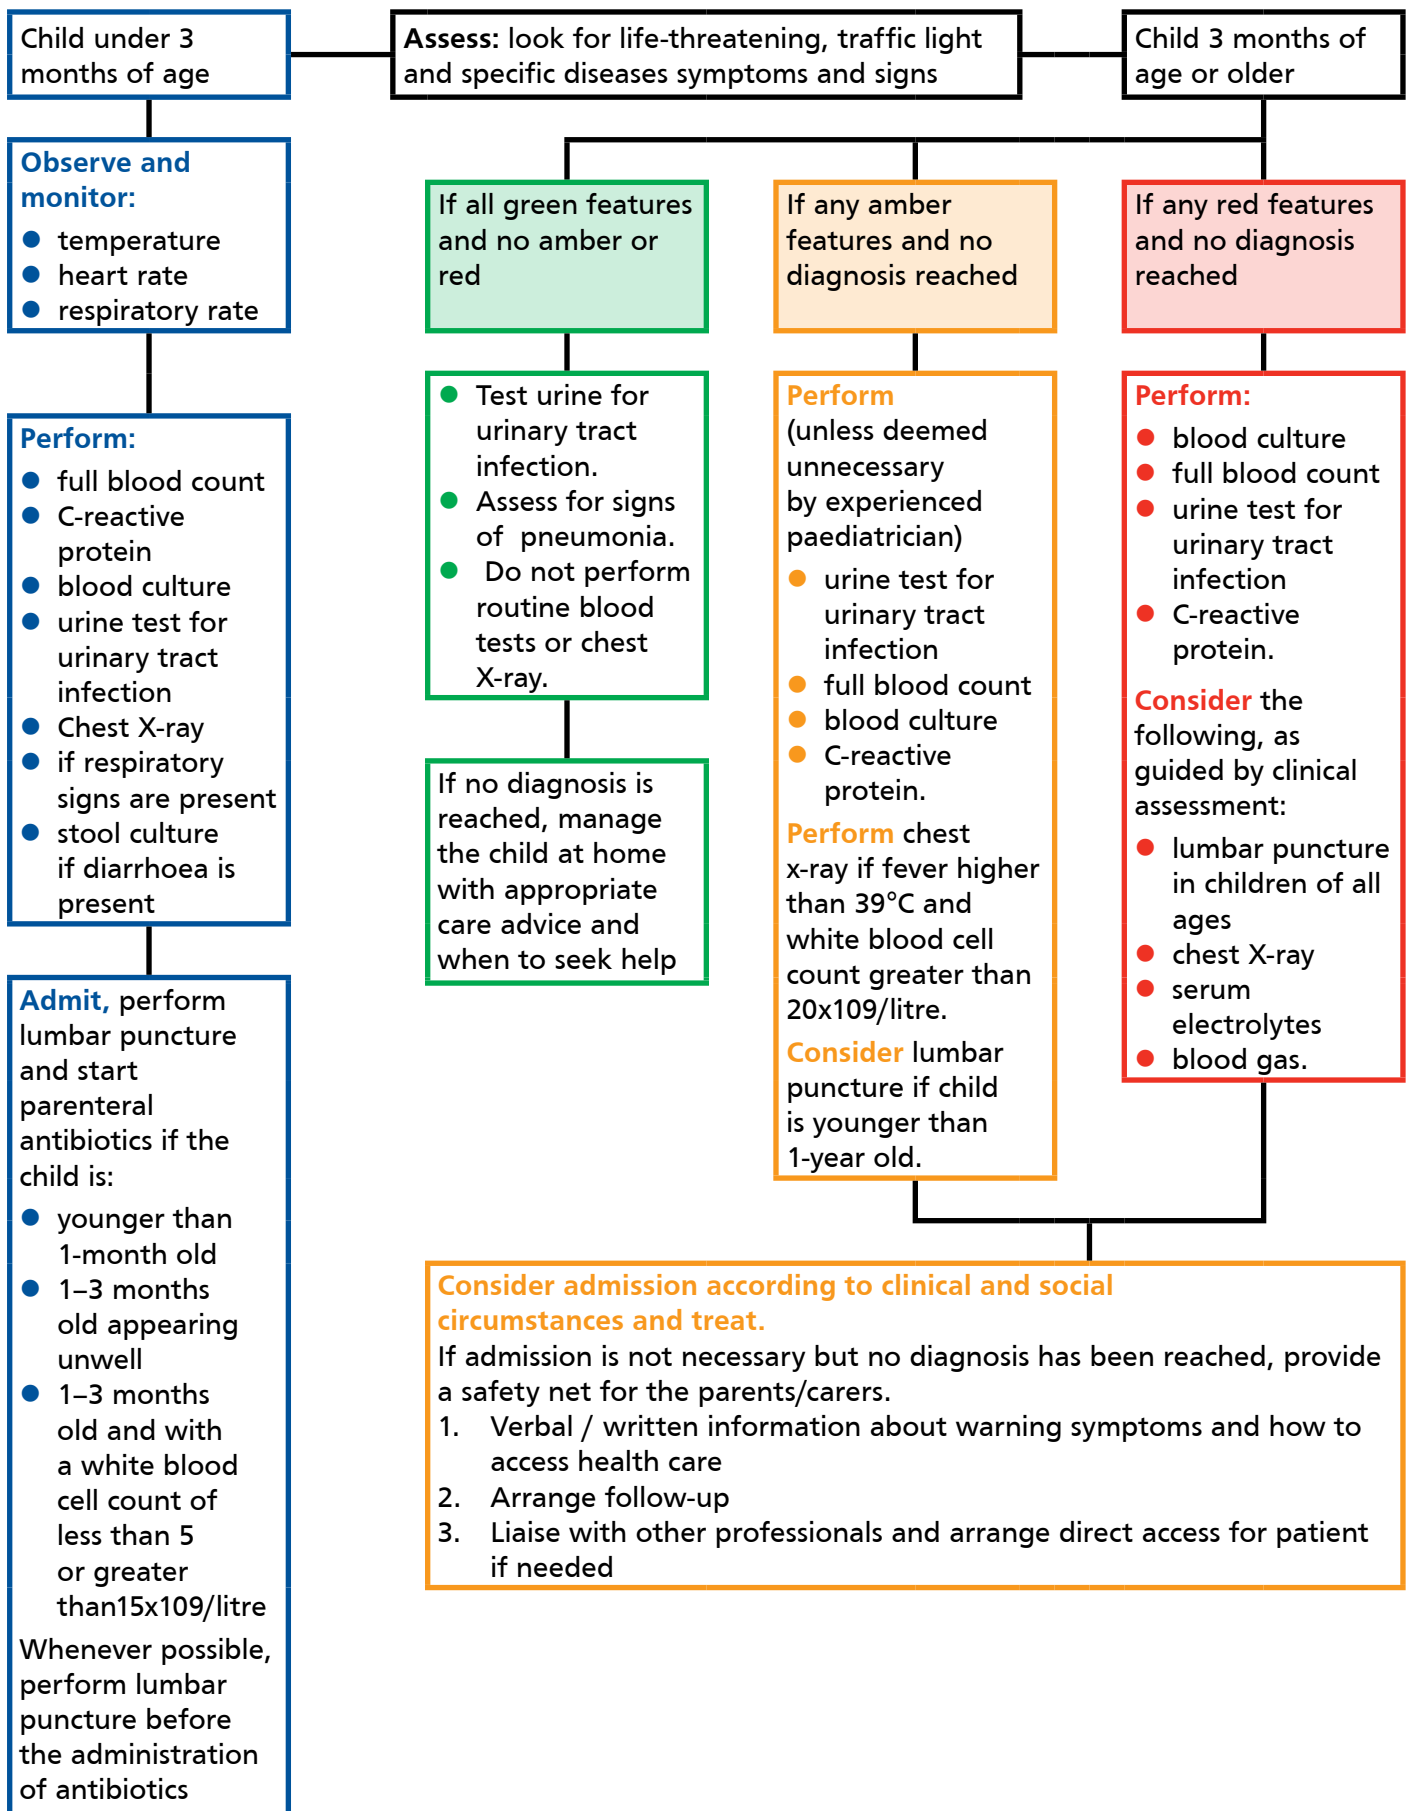 Child under 3
months of age
Assess: look for life-threatening, traffic light
and specific diseases symptoms and signs
Child 3 months of
age or older
Observe and
monitor:
● temperature
● heart rate
● respiratory rate
Perform:
● full blood count
● C-reactive
protein
● blood culture
● urine test for
urinary tract
infection
● Chest X-ray
● if respiratory
signs are present
● stool culture
if diarrhoea is
present
Admit, perform
lumbar puncture
and start
parenteral
antibiotics if the
child is:
● younger than
1-month old
● 1–3 months
old appearing
unwell
● 1–3 months
old and with
a white blood
cell count of
less than 5
or greater
than15x109/litre
Whenever possible,
perform lumbar
puncture before
the administration
of antibiotics
If all green features
and no amber or
red
● Test urine for
urinary tract
infection.
● Assess for signs
of pneumonia.
● Do not perform
routine blood
tests or chest
X-ray.
If no diagnosis is
reached, manage
the child at home
with appropriate
care advice and
when to seek help
If any amber
features and no
diagnosis reached
Perform
(unless deemed
unnecessary
by experienced
paediatrician)
● urine test for
urinary tract
infection
● full blood count
● blood culture
● C-reactive
protein.
Perform chest
x-ray if fever higher
than 39°C and
white blood cell
count greater than
20x109/litre.
Consider lumbar
puncture if child
is younger than
1-year old.
If any red features
and no diagnosis
reached
Perform:
● blood culture
● full blood count
● urine test for
urinary tract
infection
● C-reactive
protein.
Consider the
following, as
guided by clinical
assessment:
● lumbar puncture
in children of all
ages
● chest X-ray
● serum
electrolytes
● blood gas.
Consider admission according to clinical and social
circumstances and treat.
If admission is not necessary but no diagnosis has been reached, provide
a safety net for the parents/carers.
1. Verbal / written information about warning symptoms and how to
access health care
2. Arrange follow-up
3. Liaise with other professionals and arrange direct access for patient
if needed